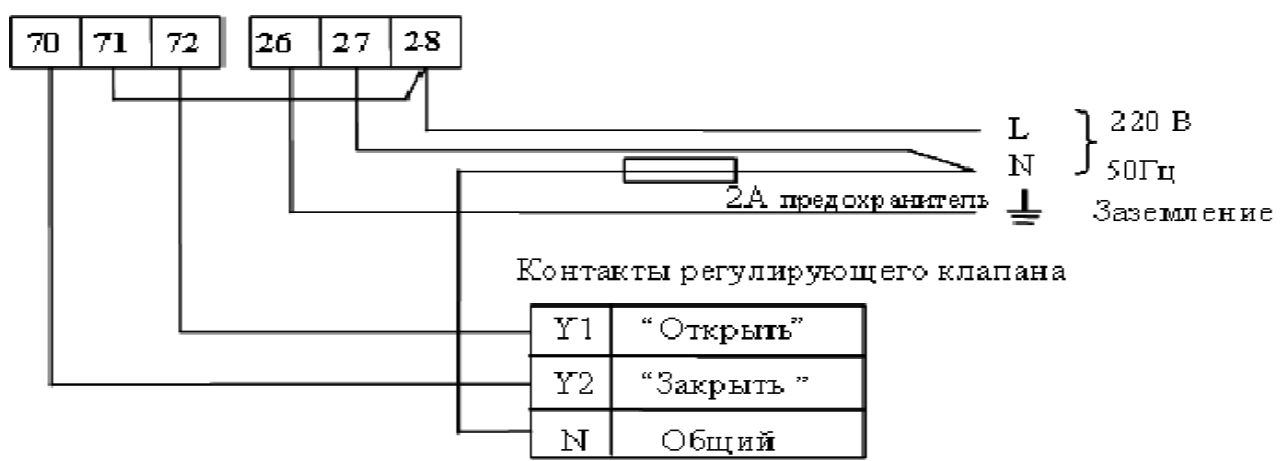 70 71 72 26 27 28
L 220 В
N 50Гц
2А предохранитель Заземление
Контакты регулирующего клапана
Y1 “Открыть”
Y2 “Закрыть ”
N Общий